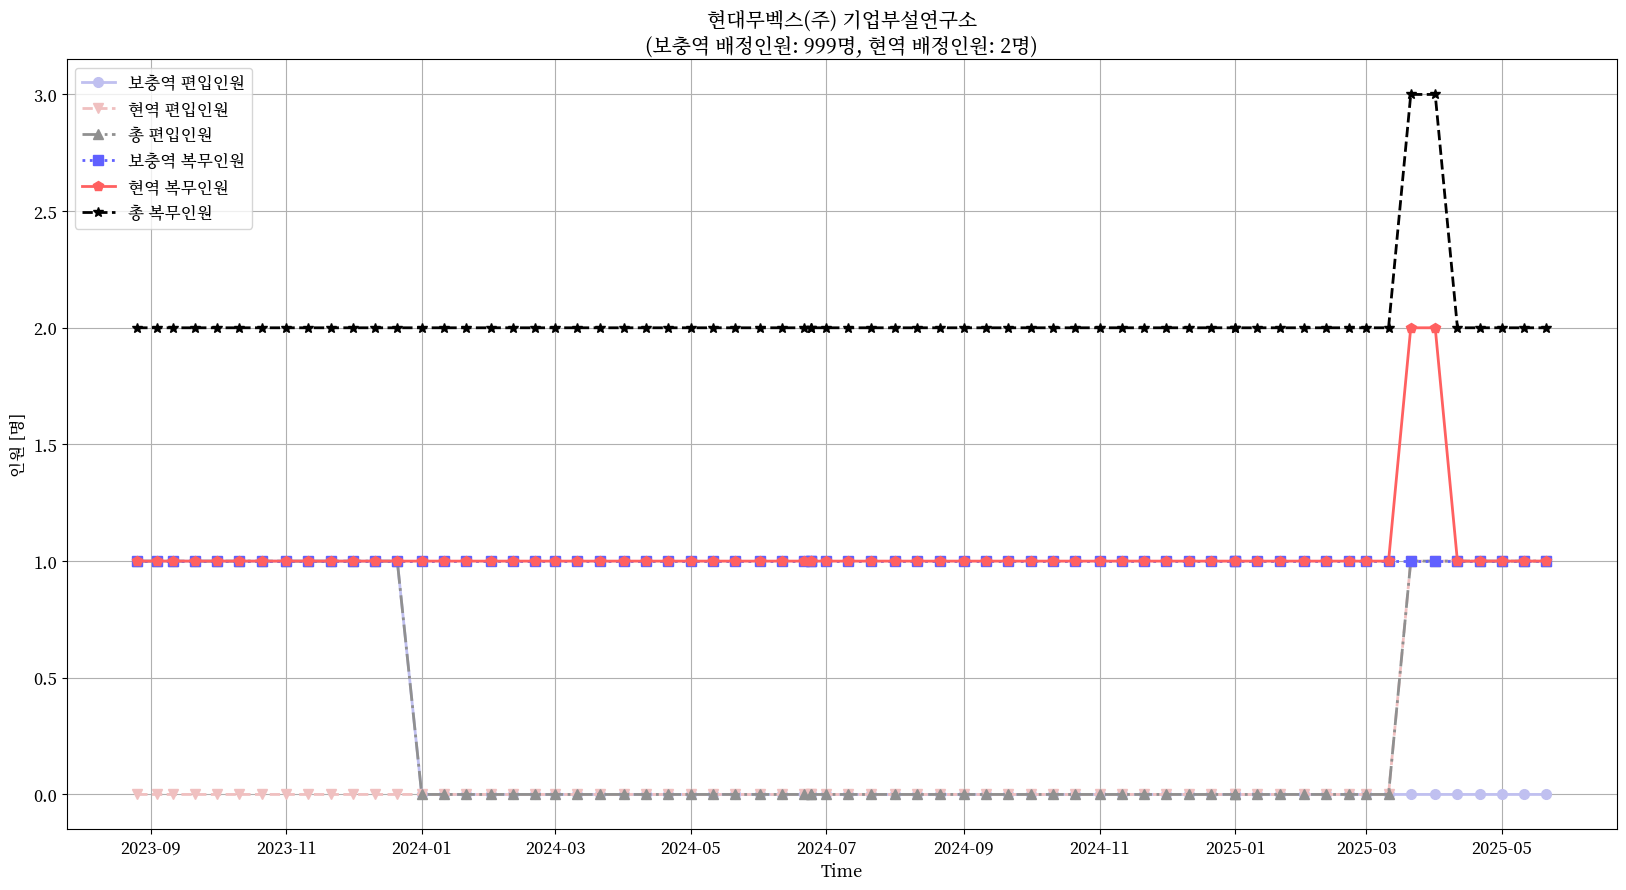 현대무벡스(주) 기업부설연구소
(보충역 배정인원: 999명, 현역 배정인원: 2명)
보충역 편입인원
현역 편입인원
총 편입인원
보충역 복무인원
현역 복무인원
총 복무인원
인원 [명]
3.0
2.5
2.0
1.5
1.0
0.5
0.0
2023-09
2023-11
2024-01
2024-03
2024-05
2024-07
2024-09
2024-11
2025-01
2025-03
2025-05
Time